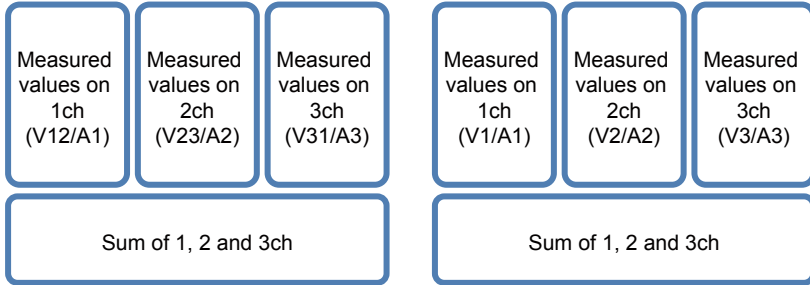 Measured
values on
1ch
(V12/A1)
Measured
values on
2ch
(V23/A2)
Measured
values on
3ch
(V31/A3)
Sum of 1, 2 and 3ch
Measured
values on
1ch
(V1/A1)
Measured
values on
2ch
(V2/A2)
Measured
values on
3ch
(V3/A3)
Sum of 1, 2 and 3ch